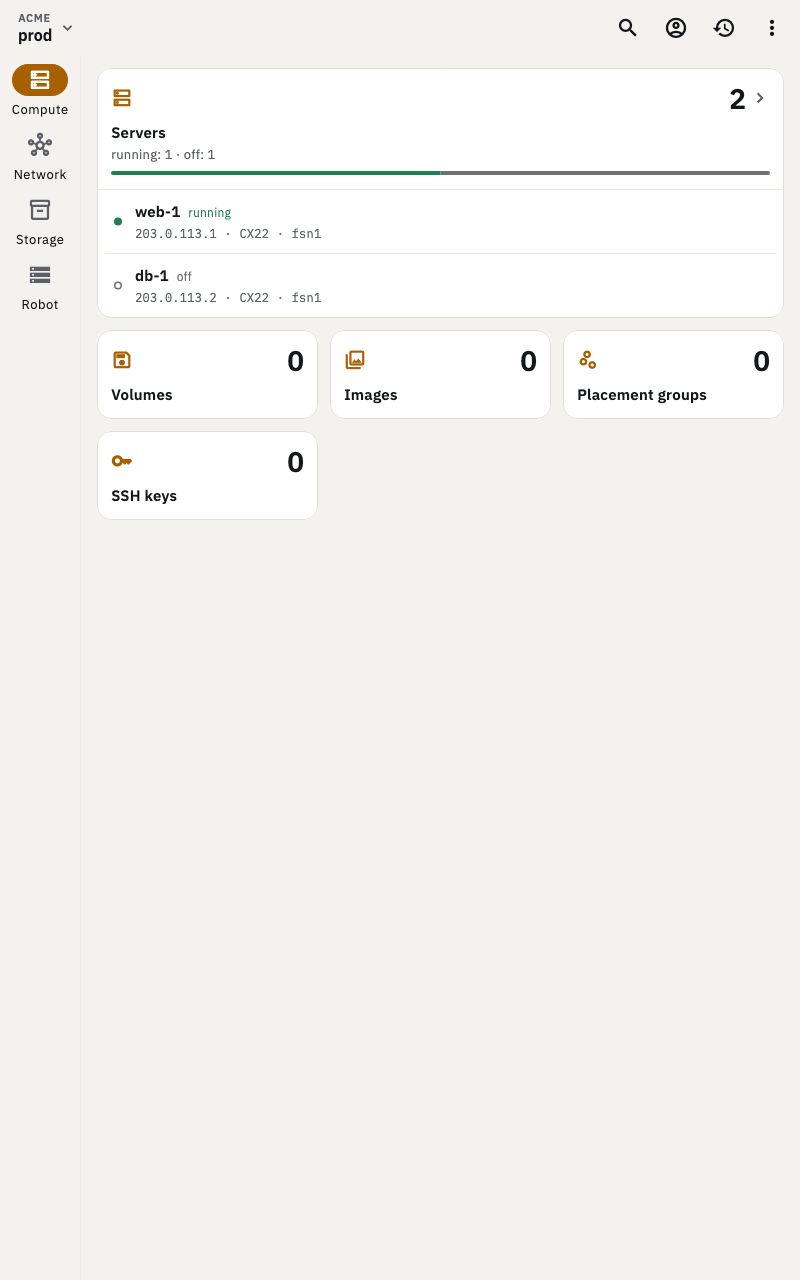 ACME
prod
Compute
Network
Storage
Robot
2
Servers
running: 1 · off: 1
web-1 running
203.0.113.1 · CX22 · fsn1
db-1 off
203.0.113.2 · CX22 · fsn1
0
Volumes
0
Images
0
Placement groups
0
SSH keys